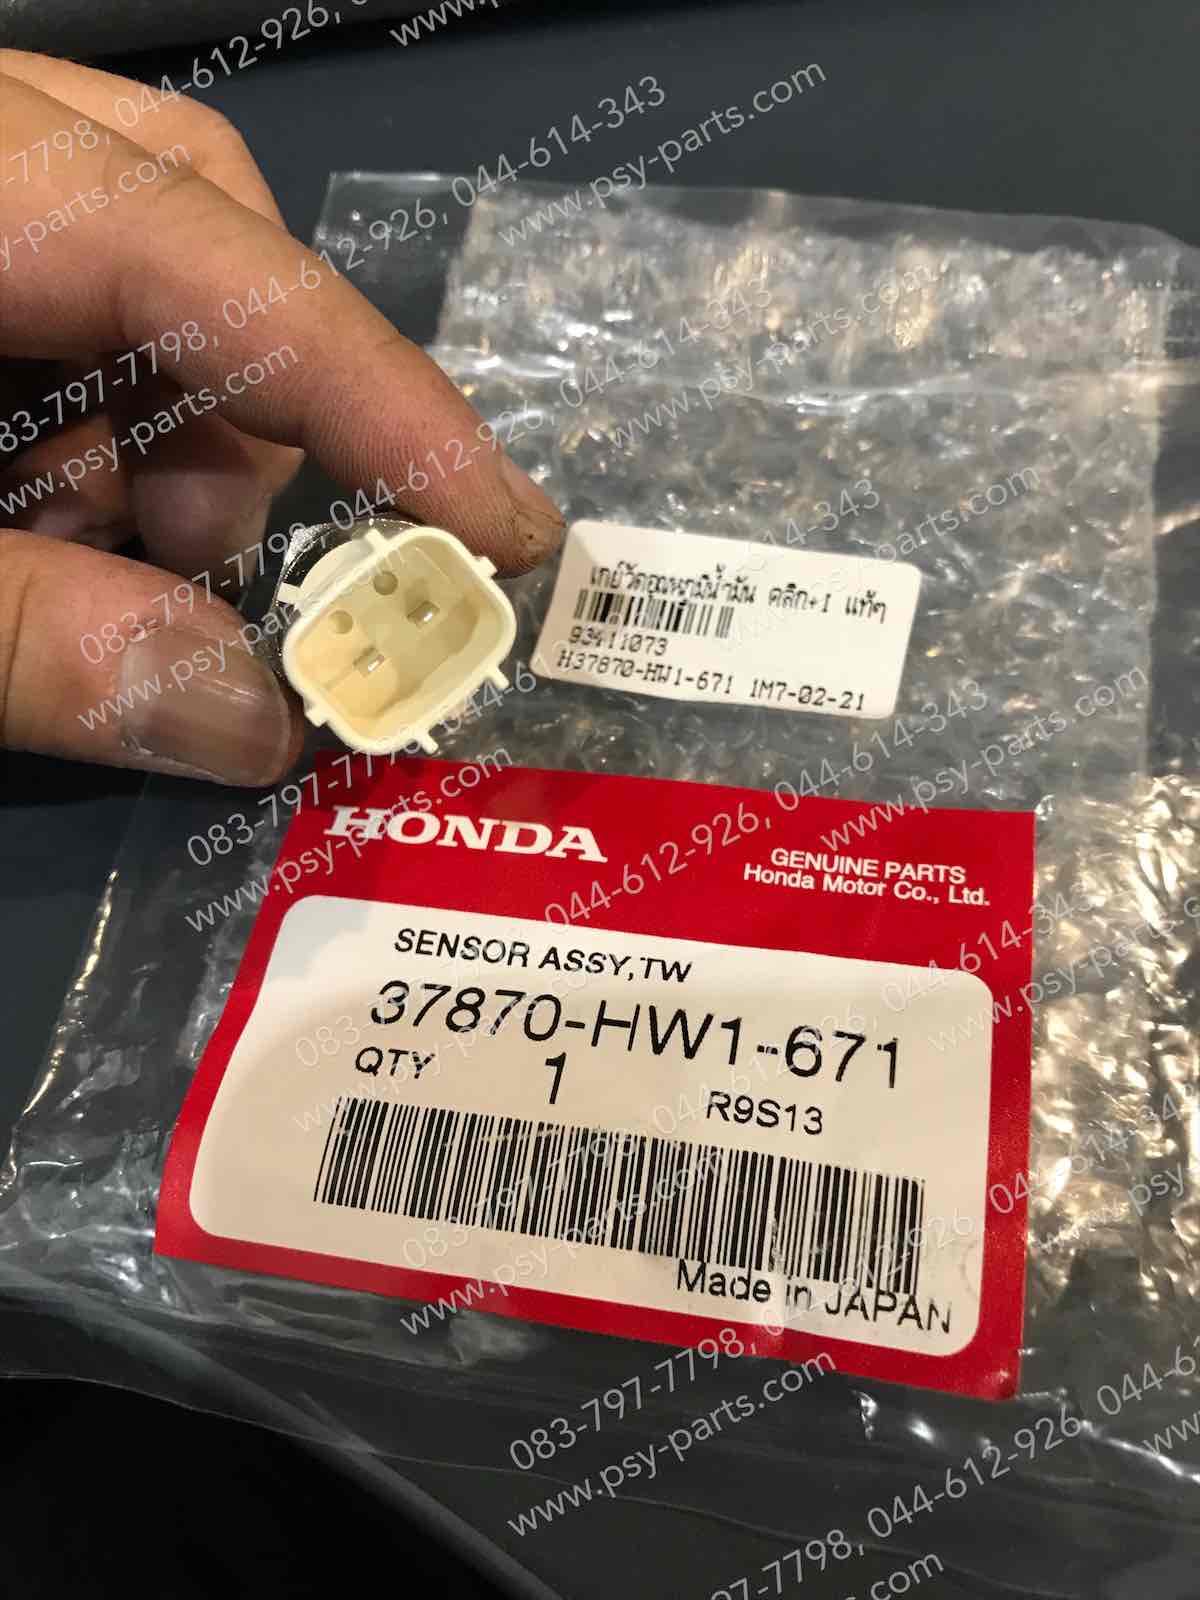 083-797-7798, 044-612-926, 044-614-343
www.psy-parts.com
เกย์วัดอุณหภูมิน้ำมัน คลิก+I แท้ๆ
93411073
H37870-HW1-671 1M7-02-21
HONDA
GENUINE PARTS
Honda Motor Co., Ltd.
SENSOR ASSY,TW
37870-HW1-671
QTY 1
R9S13
Made in JAPAN